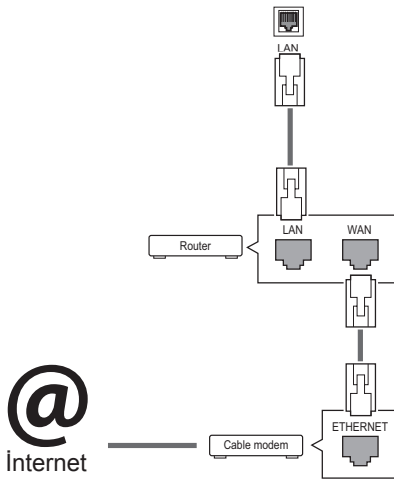 LAN
LAN WAN
Router
ETHERNET
@
Cable modem
İnternet